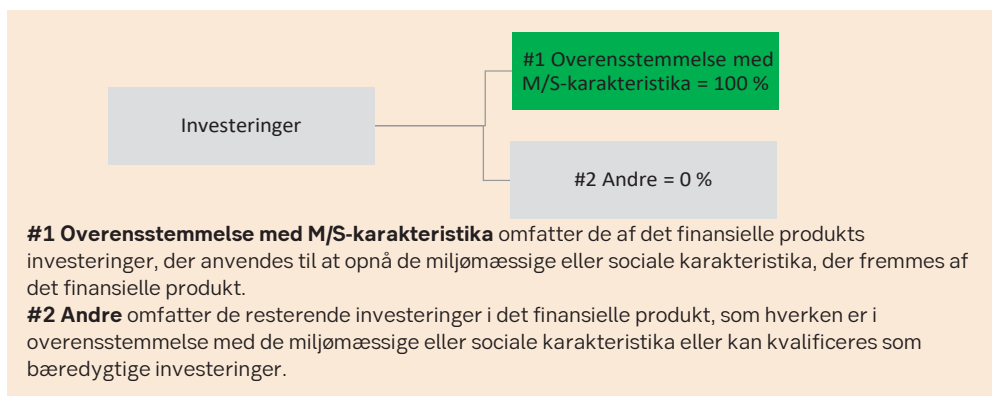 #1 Overensstemmelse med
M/S-karakteristika = 100 %
Investeringer
#2 Andre = 0 %
#1 Overensstemmelse med M/S-karakteristika omfatter de af det finansielle produkts
investeringer, der anvendes til at opnå de miljømæssige eller sociale karakteristika, der fremmes af
det finansielle produkt.
#2 Andre omfatter de resterende investeringer i det finansielle produkt, som hverken er i
overensstemmelse med de miljømæssige eller sociale karakteristika eller kan kvalificeres som
bæredygtige investeringer.